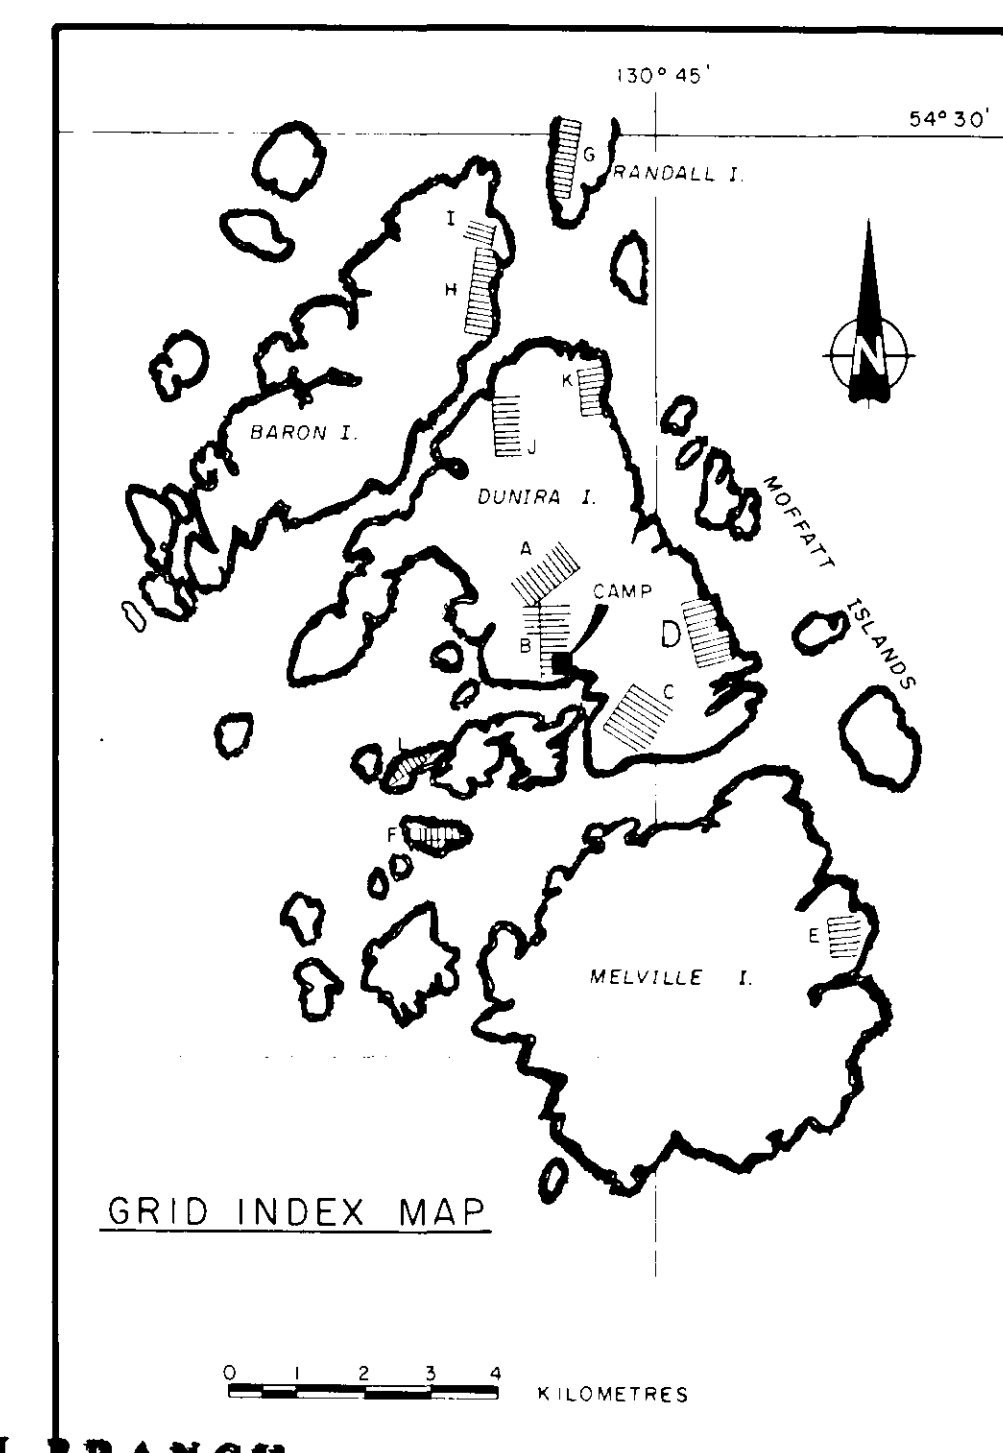 130° 45'
54° 30'
G
RANDALL I.
I
H
N
K
BARON I.
J
DUNIRA I.
MOFFATT ISLANDS
A
CAMP
B
D
C
L
F
E
MELVILLE I.
GRID INDEX MAP
0 1 2 3 4
KILOMETRES